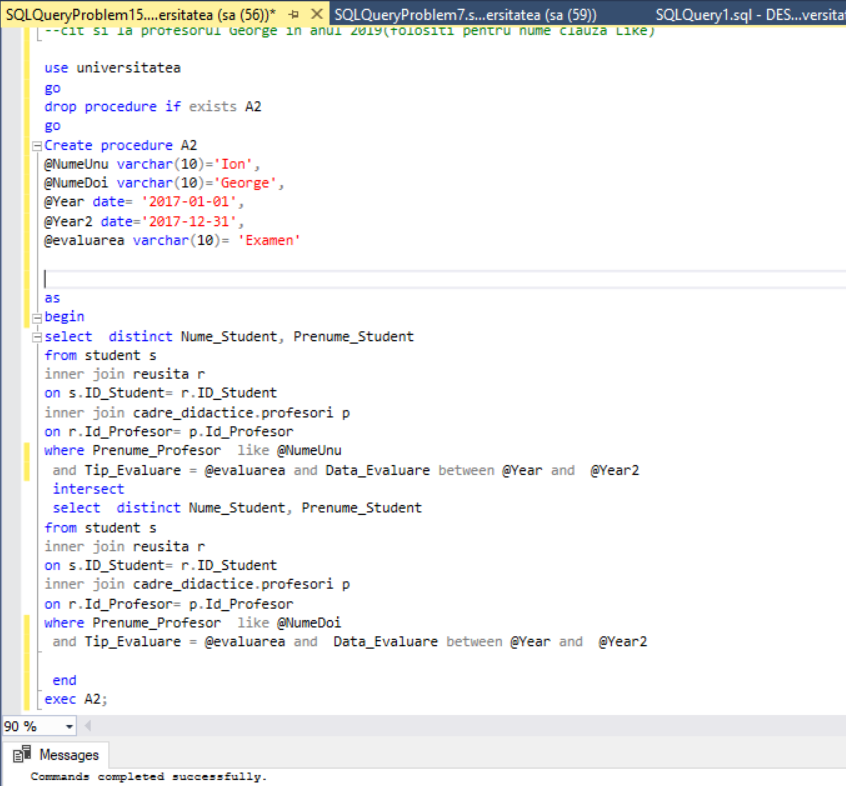 SQLQueryProblem15....ersitatea (sa (56))* SQLQueryProblem7.s...ersitatea (sa (59)) SQLQuery1.sql - DES...versitat
--cit si la profesorul George in anul 2019(folositi pentru nume clauza Like)
use universitatea
go
drop procedure if exists A2
go
Create procedure A2
@NumeUnu varchar(10)='Ion',
@NumeDoi varchar(10)='George',
@Year date= '2017-01-01',
@Year2 date='2017-12-31',
@evaluarea varchar(10)= 'Examen'
as
begin
select  distinct Nume_Student, Prenume_Student
from student s
inner join reusita r
on s.ID_Student= r.ID_Student
inner join cadre_didactice.profesori p
on r.Id_Profesor= p.Id_Profesor
where Prenume_Profesor  like @NumeUnu
and Tip_Evaluare = @evaluarea and Data_Evaluare between @Year and  @Year2
intersect
select  distinct Nume_Student, Prenume_Student
from student s
inner join reusita r
on s.ID_Student= r.ID_Student
inner join cadre_didactice.profesori p
on r.Id_Profesor= p.Id_Profesor
where Prenume_Profesor  like @NumeDoi
and Tip_Evaluare = @evaluarea and  Data_Evaluare between @Year and  @Year2
end
exec A2;
90 %
Messages
Commands completed successfully.